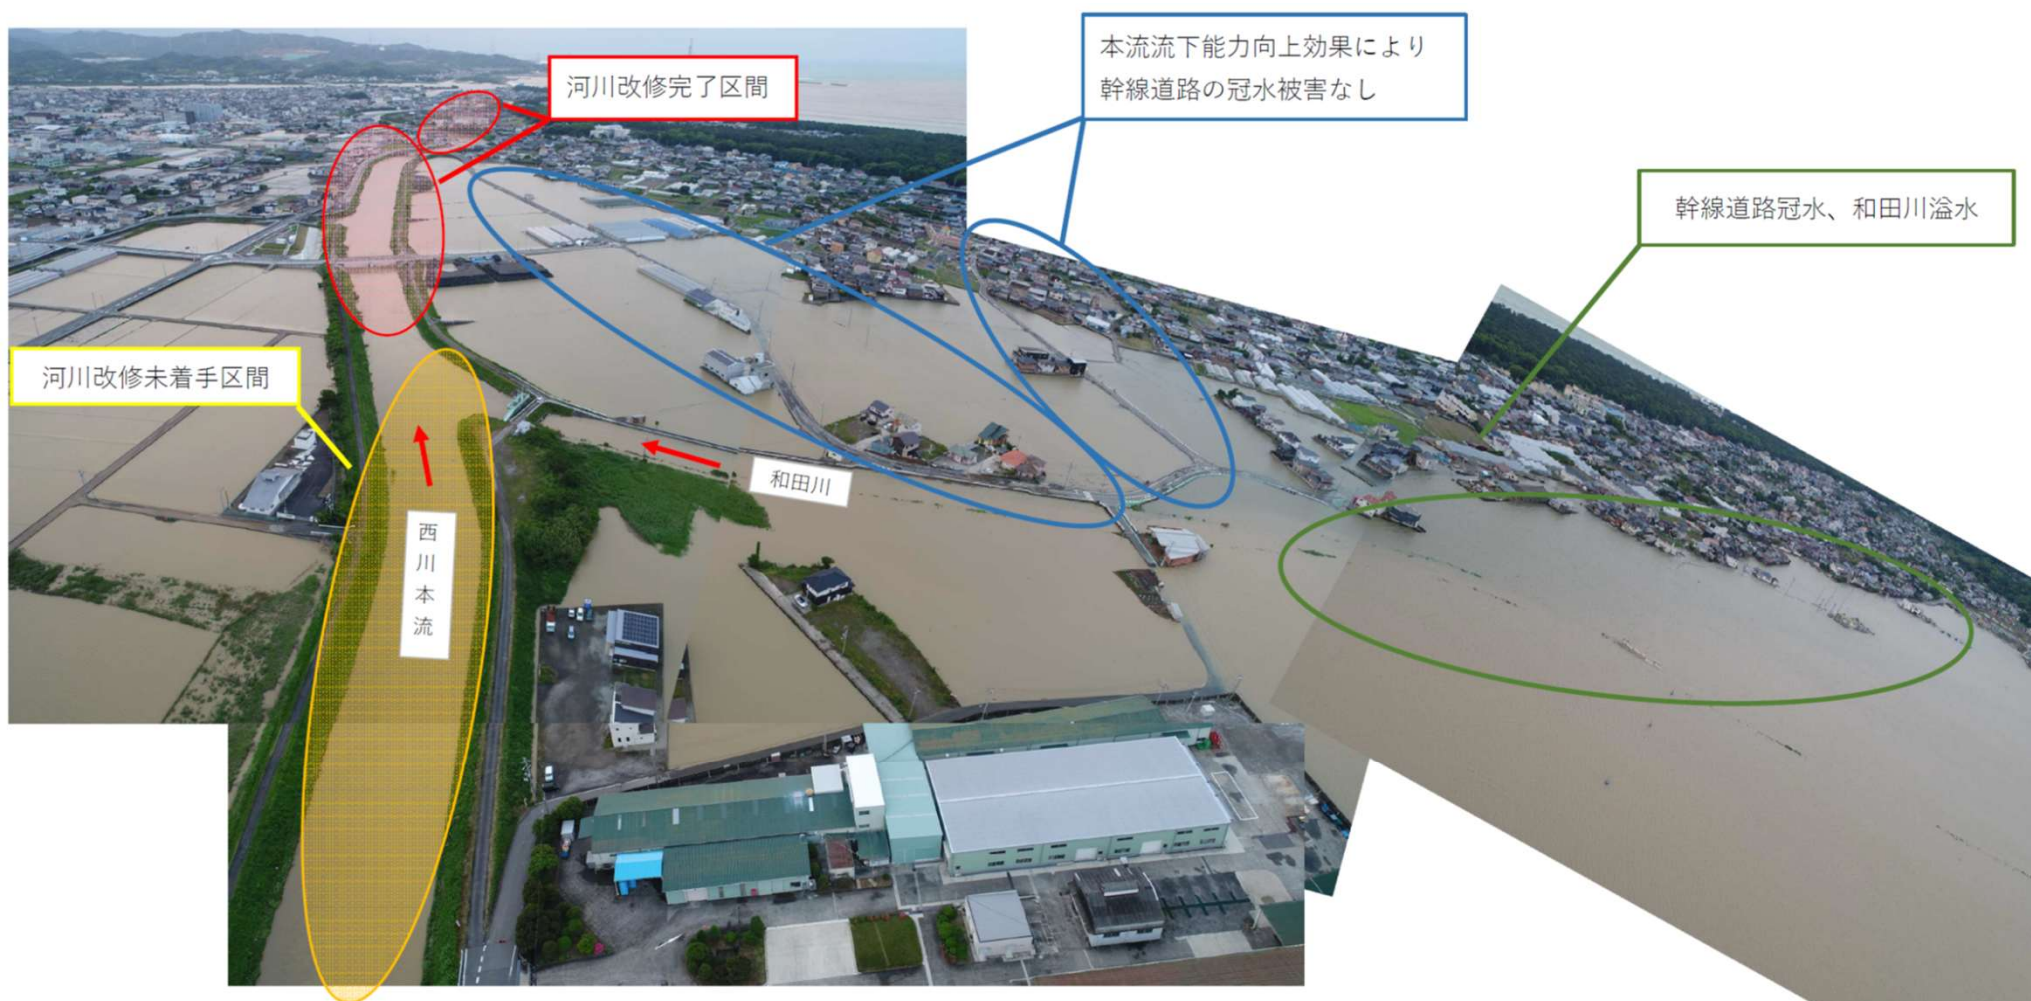 本流流下能力向上効果により
幹線道路の冠水被害なし
河川改修完了区間
幹線道路冠水、和田川溢水
河川改修未着手区間
和田川
西川本流